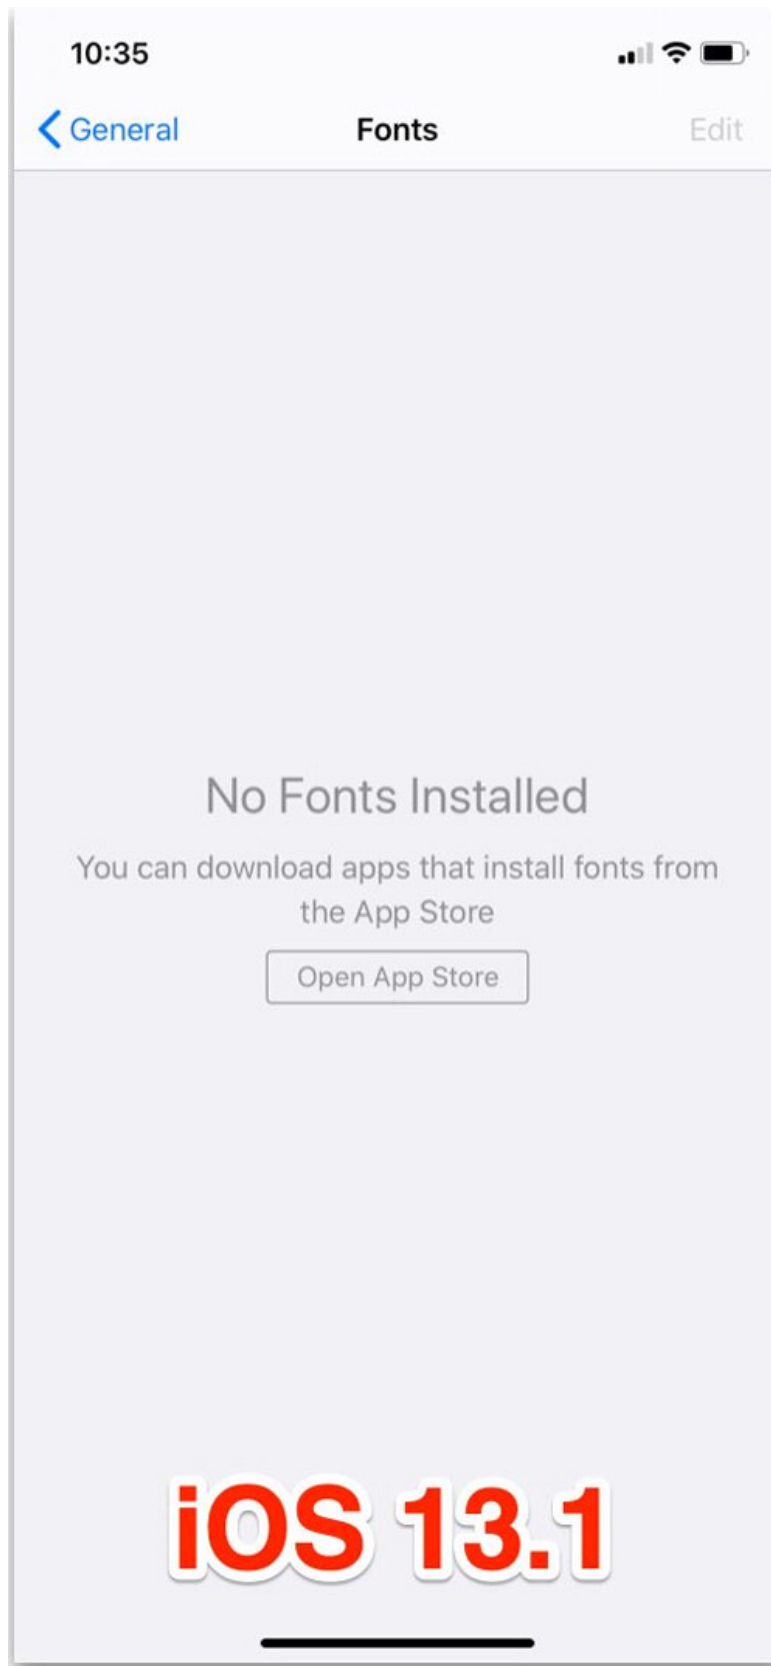 10:35
General
Fonts
Edit
No Fonts Installed
You can download apps that install fonts from
the App Store
Open App Store
iOS 13.1